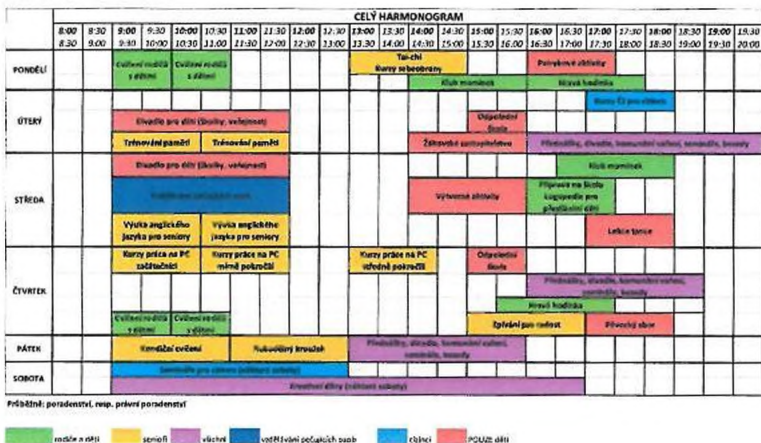 CELÝ HARMONOGRAM
8:00 8:30 9:00 9:30 10:00 10:30 11:00 11:30 12:00 12:30 13:00 13:30 14:00 14:30 15:00 15:30 16:00 16:30 17:00 17:30 18:00 18:30 19:00 19:30
8:30 9:00 9:30 10:00 10:30 11:00 11:30 12:00 12:30 13:00 13.30 14.00 14:30 15:00 15.30 16.00 16:30 17:00 17:30 18:00 18:30 19:00 19:30 20:00
PONDĚLÍ
Cvičení rodičů s dětmi
Cvičení rodičů s dětmi
Tai-chi
Kurzy sebeobrany
Pohybové aktivity
Klub maminek
Hravá hodinka
ÚTERÝ
Divadlo pro děti (školky, veřejnost)
Odpolední škola
Trénování paměti
Trénování paměti
Žákovské zastupitelstvo
Přednášky, divadlo, komunitní vaření, semináře, besedy
STŘEDA
Divadlo pro děti (školky, veřejnost)
Klub maminek
Výtvarné aktivity
Příprava na školu
logopedie pro
předškolní děti
Výuka anglického
jazyka pro seniory
Výuka anglického
jazyka pro seniory
Lekce tance
ČTVRTEK
Kurzy práce na PC
začátečníci
Kurzy práce na PC
mírně pokročilí
Kurzy práce na PC
středně pokročilí
Odpolední
škola
Přednášky, divadlo, komunitní vaření,
semináře, besedy
Hravá hodinka
Cvičení rodičů
s dětmi
Cvičení rodičů
s dětmi
Zpívání pro radost
Pěvecký sbor
PÁTEK
Kondiční cvičení
Rukodělný kroužek
Přednášky, divadlo, komunitní vaření,
semináře, besedy
SOBOTA
Semináře pro cizince (některé soboty)
Kreativní dílny (některé soboty)
Průběžně: poradenství, resp. právní poradenství
rodiče a děti
senioři
všichni
vzdělávání pečujících osob
cizinci
POUZE děti